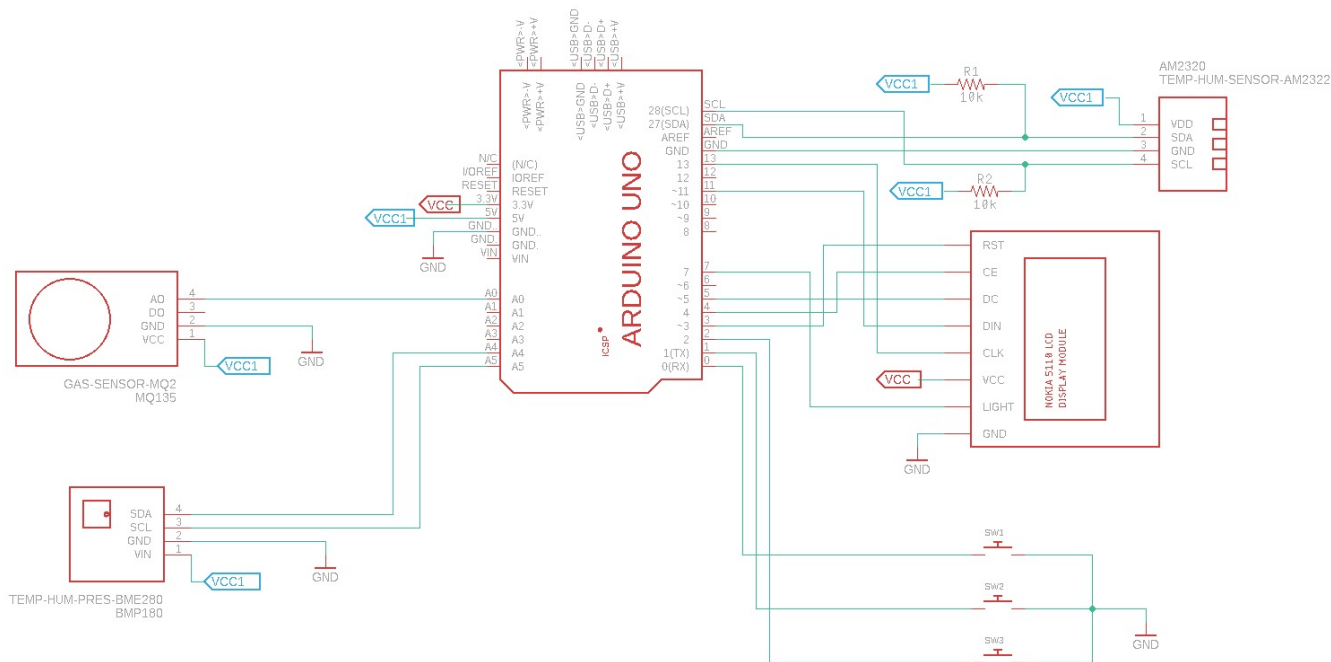 <PWR>-V
<PWR>+V
<USB>GND
<USB>D-
<USB>D+
<USB>+V
<PWR>-V
<PWR>+V
<USB>GND
<USB>D-
<USB>D+
<USB>+V
ARDUINO UNO
ICSP
N/C
I/OREF
RESET
3.3V
5V
GND..
GND.
VIN
(N/C)
IOREF
RESET
3.3V
5V
GND..
GND.
VIN
VCC
VCC1
GND
A0
A1
A2
A3
A4
A5
A0
A1
A2
A3
A4
A5
28(SCL)
27(SDA)
AREF
GND
13
12
~11
~10
~9
8
7
~6
~5
4
~3
2
1(TX)
0(RX)
SCL
SDA
AREF
GND
13
12
11
10
9
8
7
6
5
4
3
2
1
0
AO 4
DO 3
GND 2
VCC 1
VCC1
GND
GAS-SENSOR-MQ2
MQ135
SDA 4
SCL 3
GND 2
VIN 1
VCC1
GND
TEMP-HUM-PRES-BME280
BMP180
VCC1
R1
10k
VCC1
R2
10k
VCC1
AM2320
TEMP-HUM-SENSOR-AM2322
1 VDD
2 SDA
3 GND
4 SCL
RST
CE
DC
DIN
CLK
VCC
LIGHT
GND
NOKIA 5110 LCD
DISPLAY MODULE
VCC
GND
SW1
SW2
SW3
GND